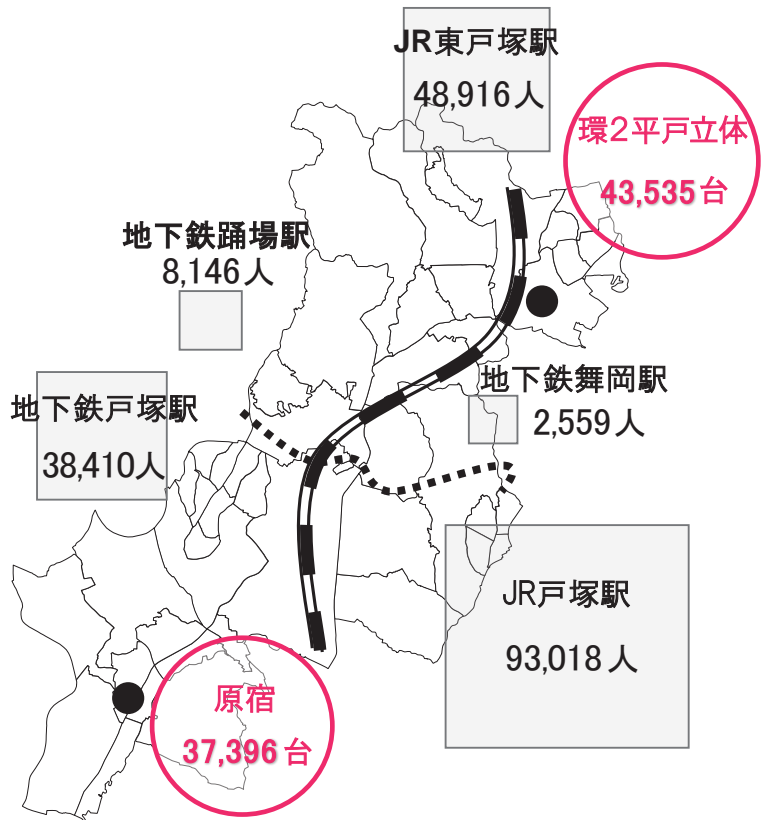 JR東戸塚駅
48,916人
環2平戸立体
43,535台
地下鉄踊場駅
8,146人
地下鉄戸塚駅
38,410人
地下鉄舞岡駅
2,559人
JR戸塚駅
93,018人
原宿
37,396台